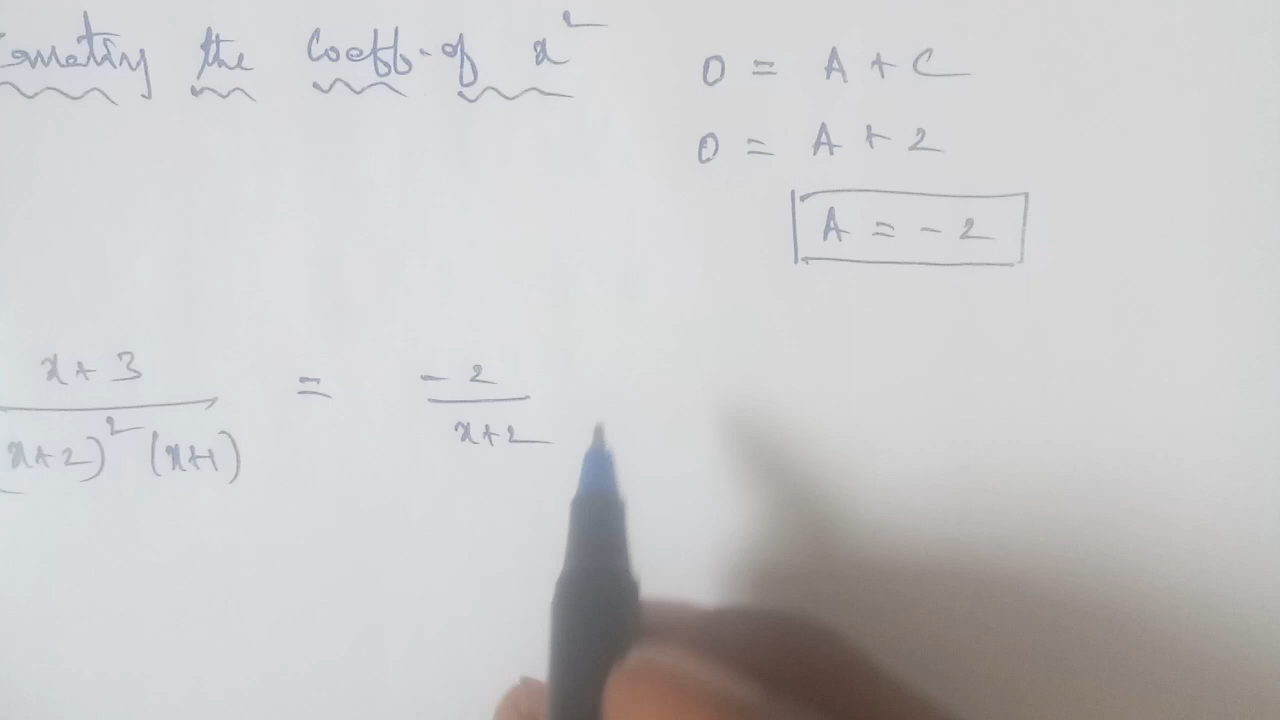 Equating the coeff. of x²
0 = A + C
0 = A + 2
A = - 2
x + 3 / (x+2)² (x+1) = - 2 / x+2